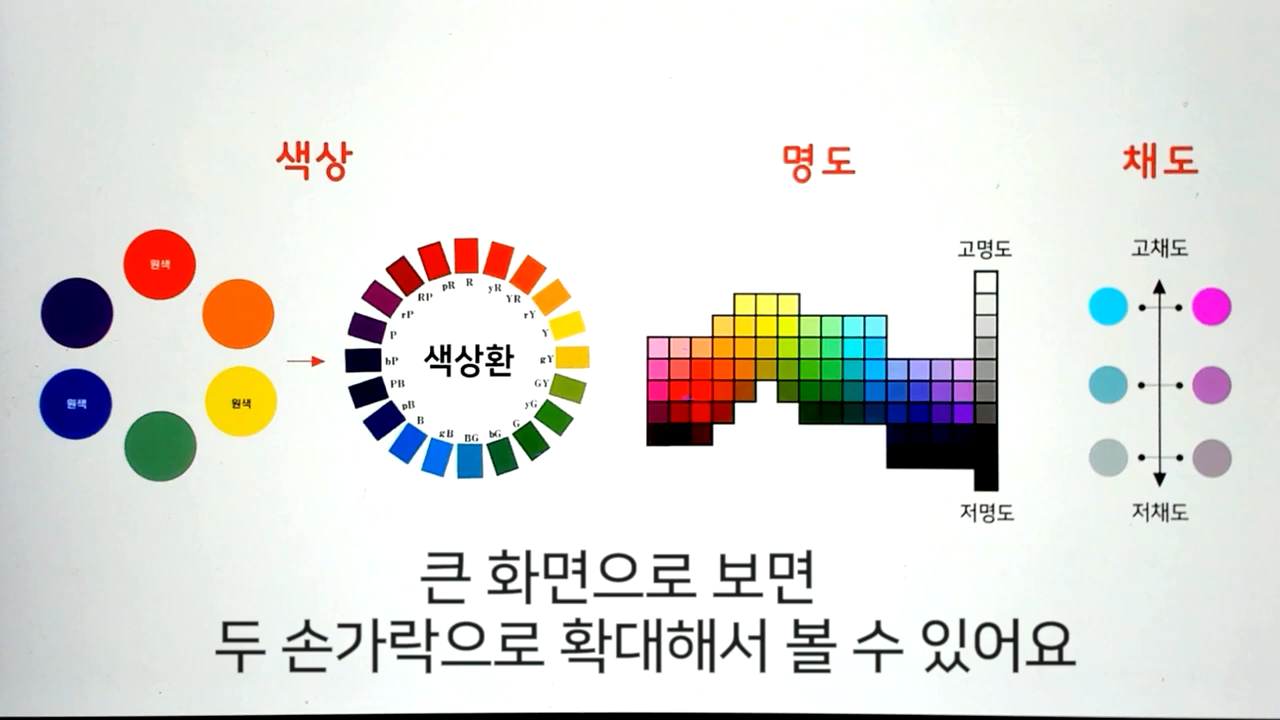 색상
명도
채도
원색
원색
원색
색상환
R
yR
YR
rY
Y
gY
GY
yG
G
bG
BG
gB
B
pB
PB
bP
P
rP
RP
pR
고명도
저명도
고채도
저채도
큰 화면으로 보면
두 손가락으로 확대해서 볼 수 있어요